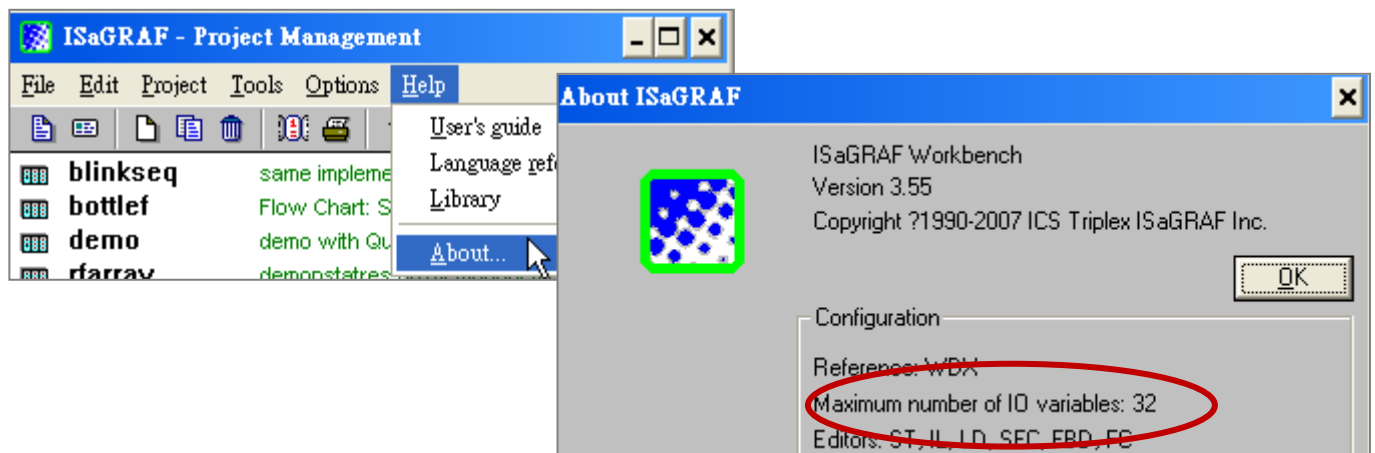 ISaGRAF - Project Management
File Edit Project Tools Options Help
User's guide
Language
Library
About...
blinkseq same
bottlef Flow Chart:
demo demo with
rfarray demonstatres
About ISaGRAF
ISaGRAF Workbench
Version 3.55
Copyright ?1990-2007 ICS Triplex ISaGRAF Inc.
OK
Configuration
Reference: WDX
Maximum number of IO variables: 32
Editors: ST, IL, LD, SFC, FBD, FC